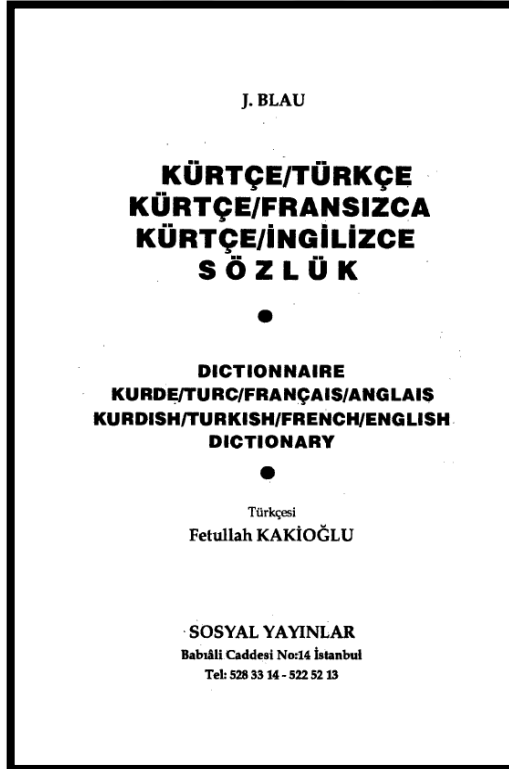 J. BLAU
KÜRTÇE/TÜRKÇE
KÜRTÇE/FRANSIZCA
KÜRTÇE/İNGİLİZCE
SÖZLÜK
DICTIONNAIRE
KURDE/TURC/FRANÇAIS/ANGLAIS
KURDISH/TURKISH/FRENCH/ENGLISH
DICTIONARY
Türkçesi
Fetullah KAKİOĞLU
SOSYAL YAYINLAR
Babıâli Caddesi No:14 İstanbul
Tel: 528 33 14 - 522 52 13